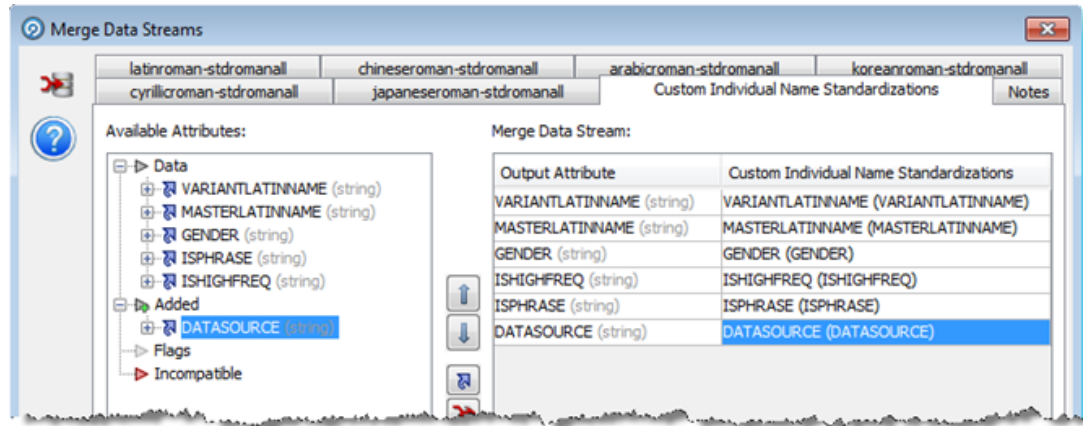 Merge Data Streams
latinroman-stdromanall chineseroman-stdromanall arabicroman-stdromanall koreanroman-stdromanall
cyrillicroman-stdromanall japaneseroman-stdromanall Custom Individual Name Standardizations Notes
Available Attributes: Merge Data Stream:
Data
VARIANTLATINNAME (string)
MASTERLATINNAME (string)
GENDER (string)
ISPHRASE (string)
ISHIGHFREQ (string)
Added
DATASOURCE (string)
Flags
Incompatible
Output Attribute Custom Individual Name Standardizations
VARIANTLATINNAME (string) VARIANTLATINNAME (VARIANTLATINNAME)
MASTERLATINNAME (string) MASTERLATINNAME (MASTERLATINNAME)
GENDER (string) GENDER (GENDER)
ISHIGHFREQ (string) ISHIGHFREQ (ISHIGHFREQ)
ISPHRASE (string) ISPHRASE (ISPHRASE)
DATASOURCE (string) DATASOURCE (DATASOURCE)